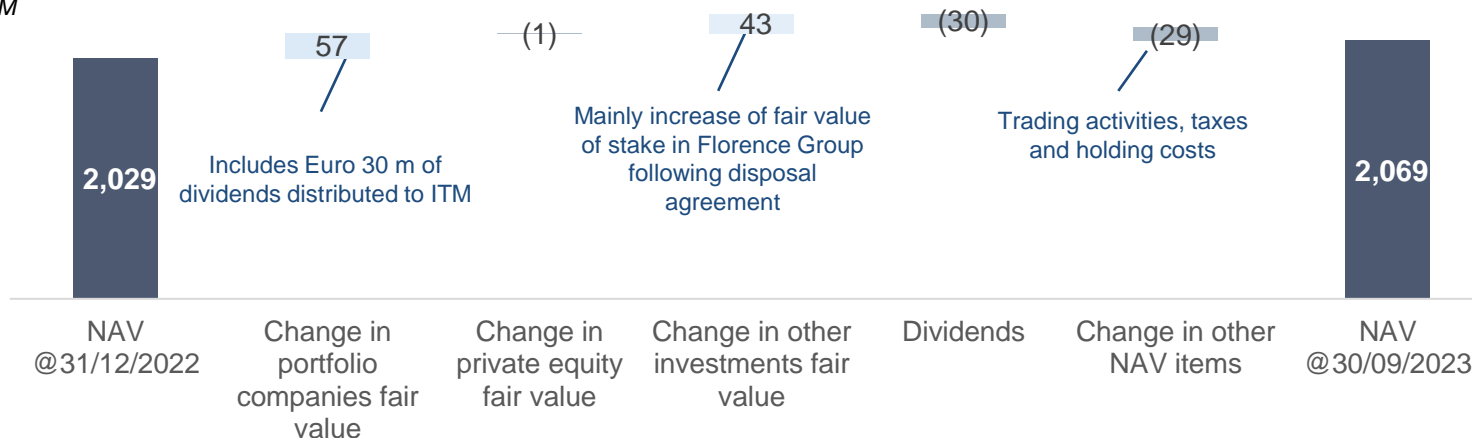 M
57
(1)
43
(30)
(29)
2,029
Includes Euro 30 m of
dividends distributed to ITM
Mainly increase of fair value
of stake in Florence Group
following disposal
agreement
Trading activities, taxes
and holding costs
2,069
NAV
@31/12/2022
Change in
portfolio
companies fair
value
Change in
private equity
fair value
Change in other
investments fair
value
Dividends
Change in other
NAV items
NAV
@30/09/2023